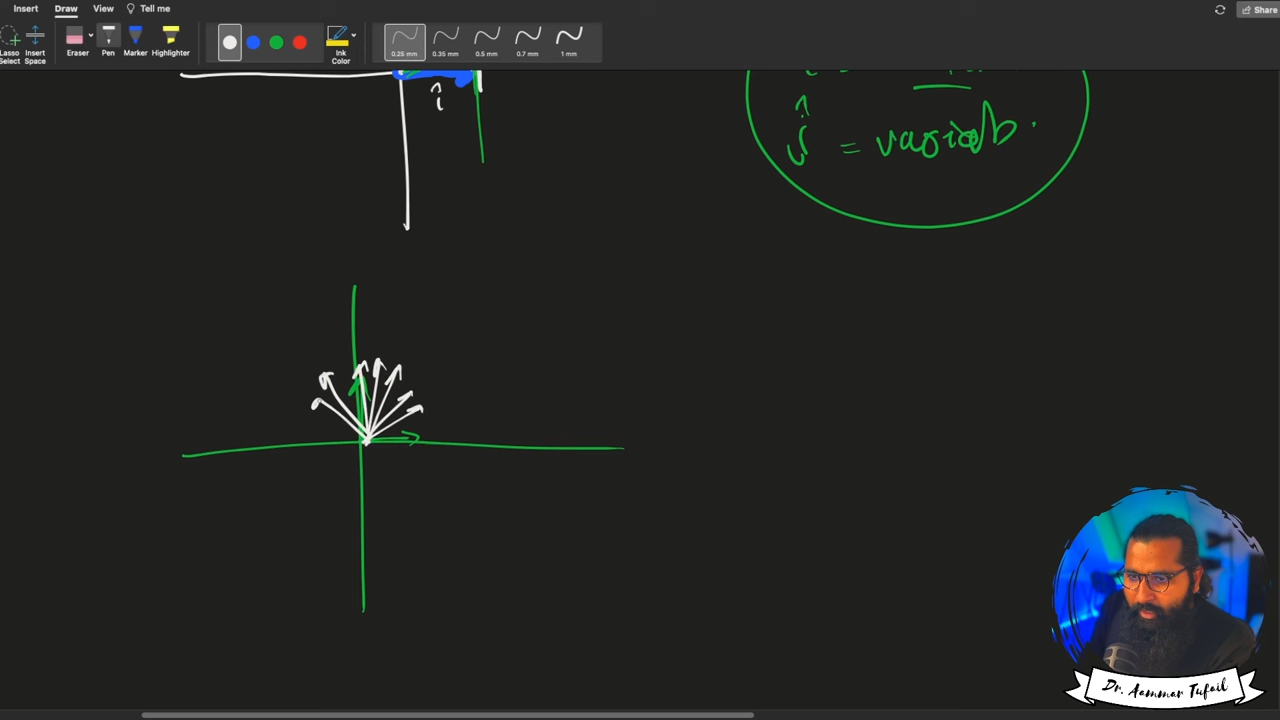 Insert Draw View Tell me
Share
Lasso Select
Insert Space
Eraser
Pen
Marker
Highlighter
Ink Color
0.25 mm
0.35 mm
0.5 mm
0.7 mm
1 mm
î
ĵ = variab
Dr. Aammar Tufail